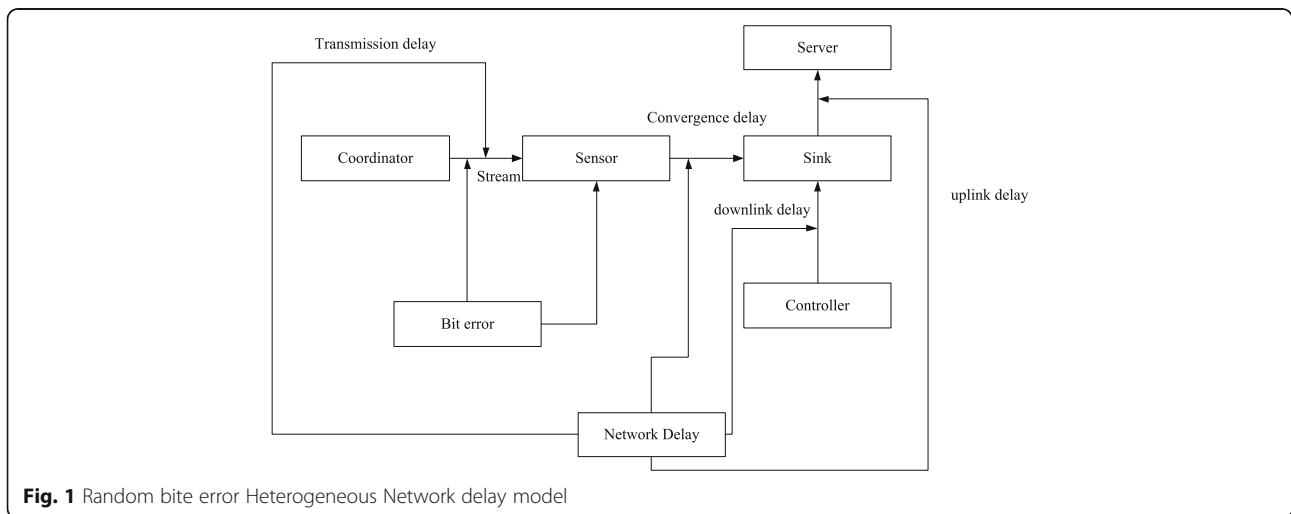 Transmission delay
Server
Convergence delay
Coordinator
Sensor
Sink
Stream
uplink delay
downlink delay
Controller
Bit error
Network Delay
Fig. 1 Random bite error Heterogeneous Network delay model